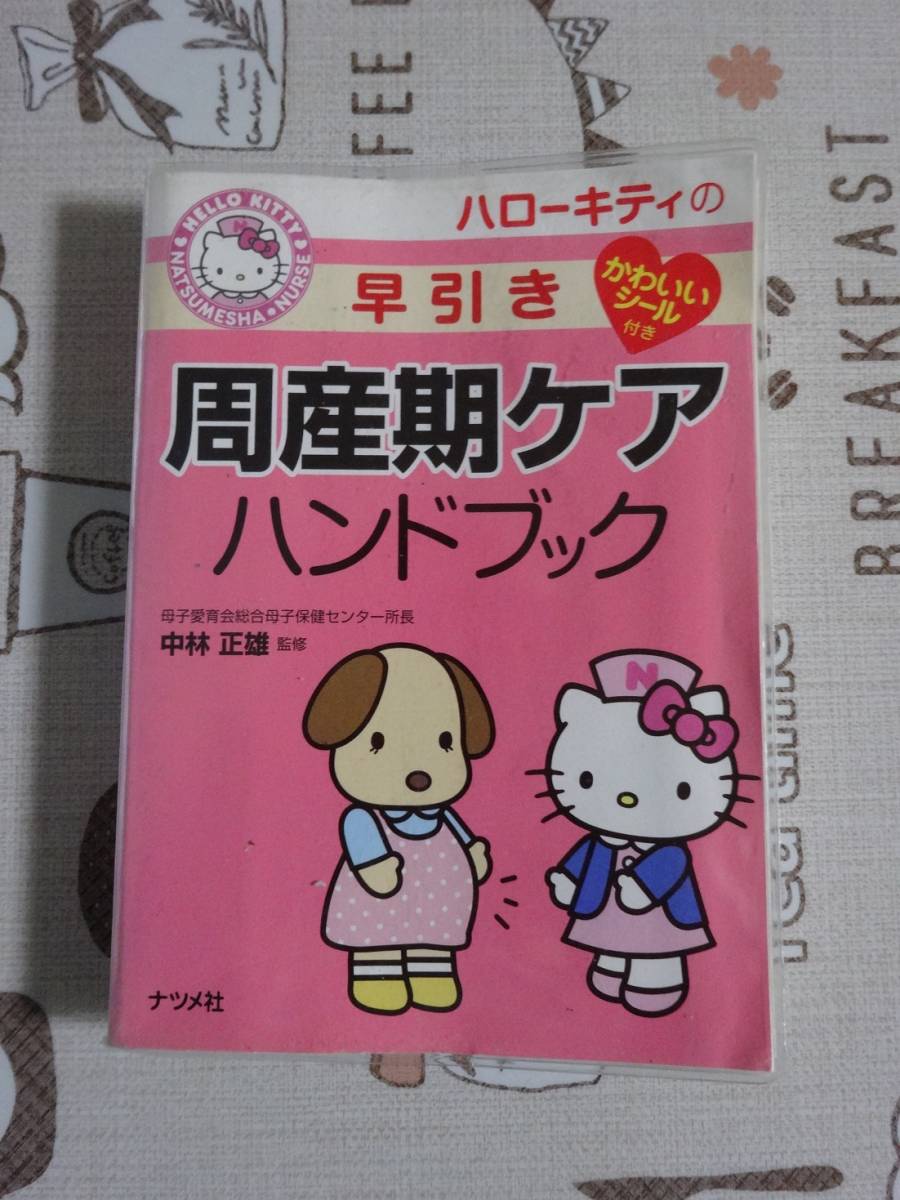 ハローキティの
HELLO KITTY
NATSUMESHA・NURSE
N
早引き
かわいい
シール
付き
周産期ケア
ハンドブック
母子愛育会総合母子保健センター所長
中林 正雄 監修
N
ナツメ社
FEE
BREAKFAST